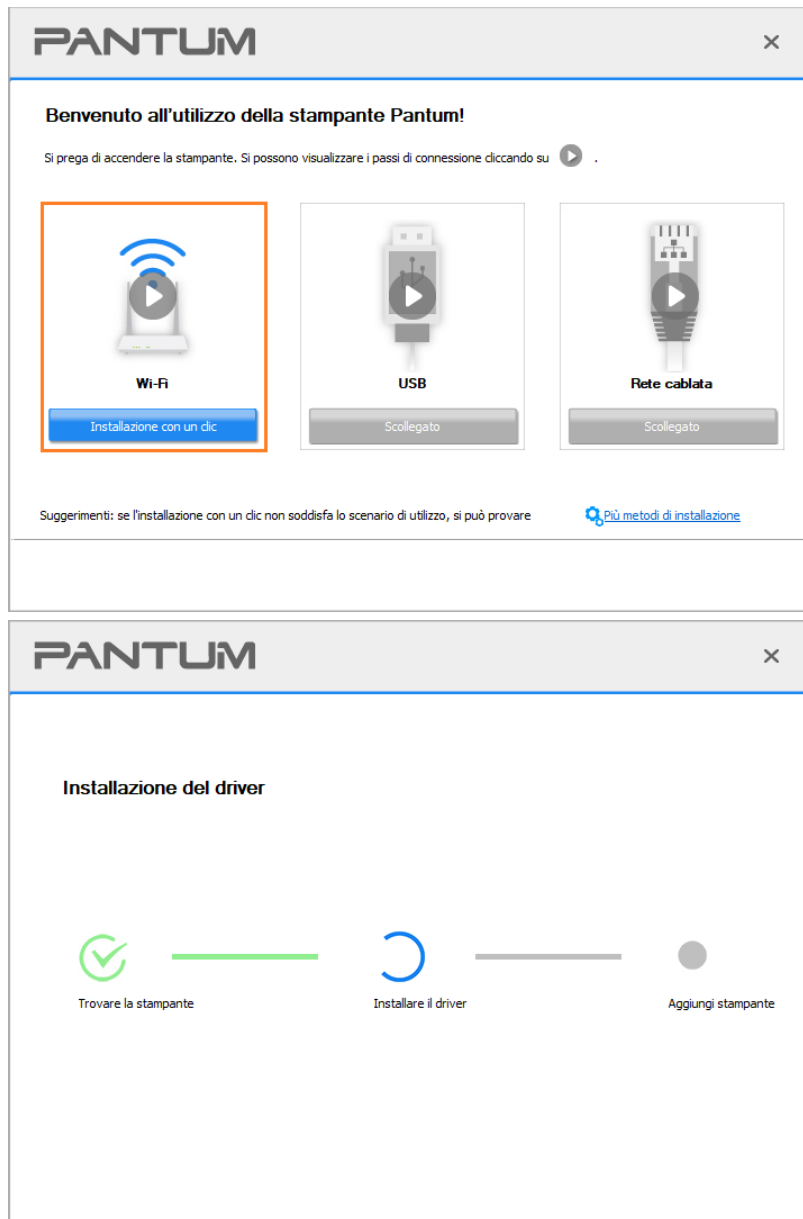 PANTUM
Benvenuto all'utilizzo della stampante Pantum!
Si prega di accendere la stampante. Si possono visualizzare i passi di connessione cliccando su .
Wi-Fi
USB
Rete cablata
Installazione con un clic
Scollegato
Scollegato
Suggerimenti: se l'installazione con un clic non soddisfa lo scenario di utilizzo, si può provare Più metodi di installazione
PANTUM
Installazione del driver
Trovare la stampante
Installare il driver
Aggiungi stampante